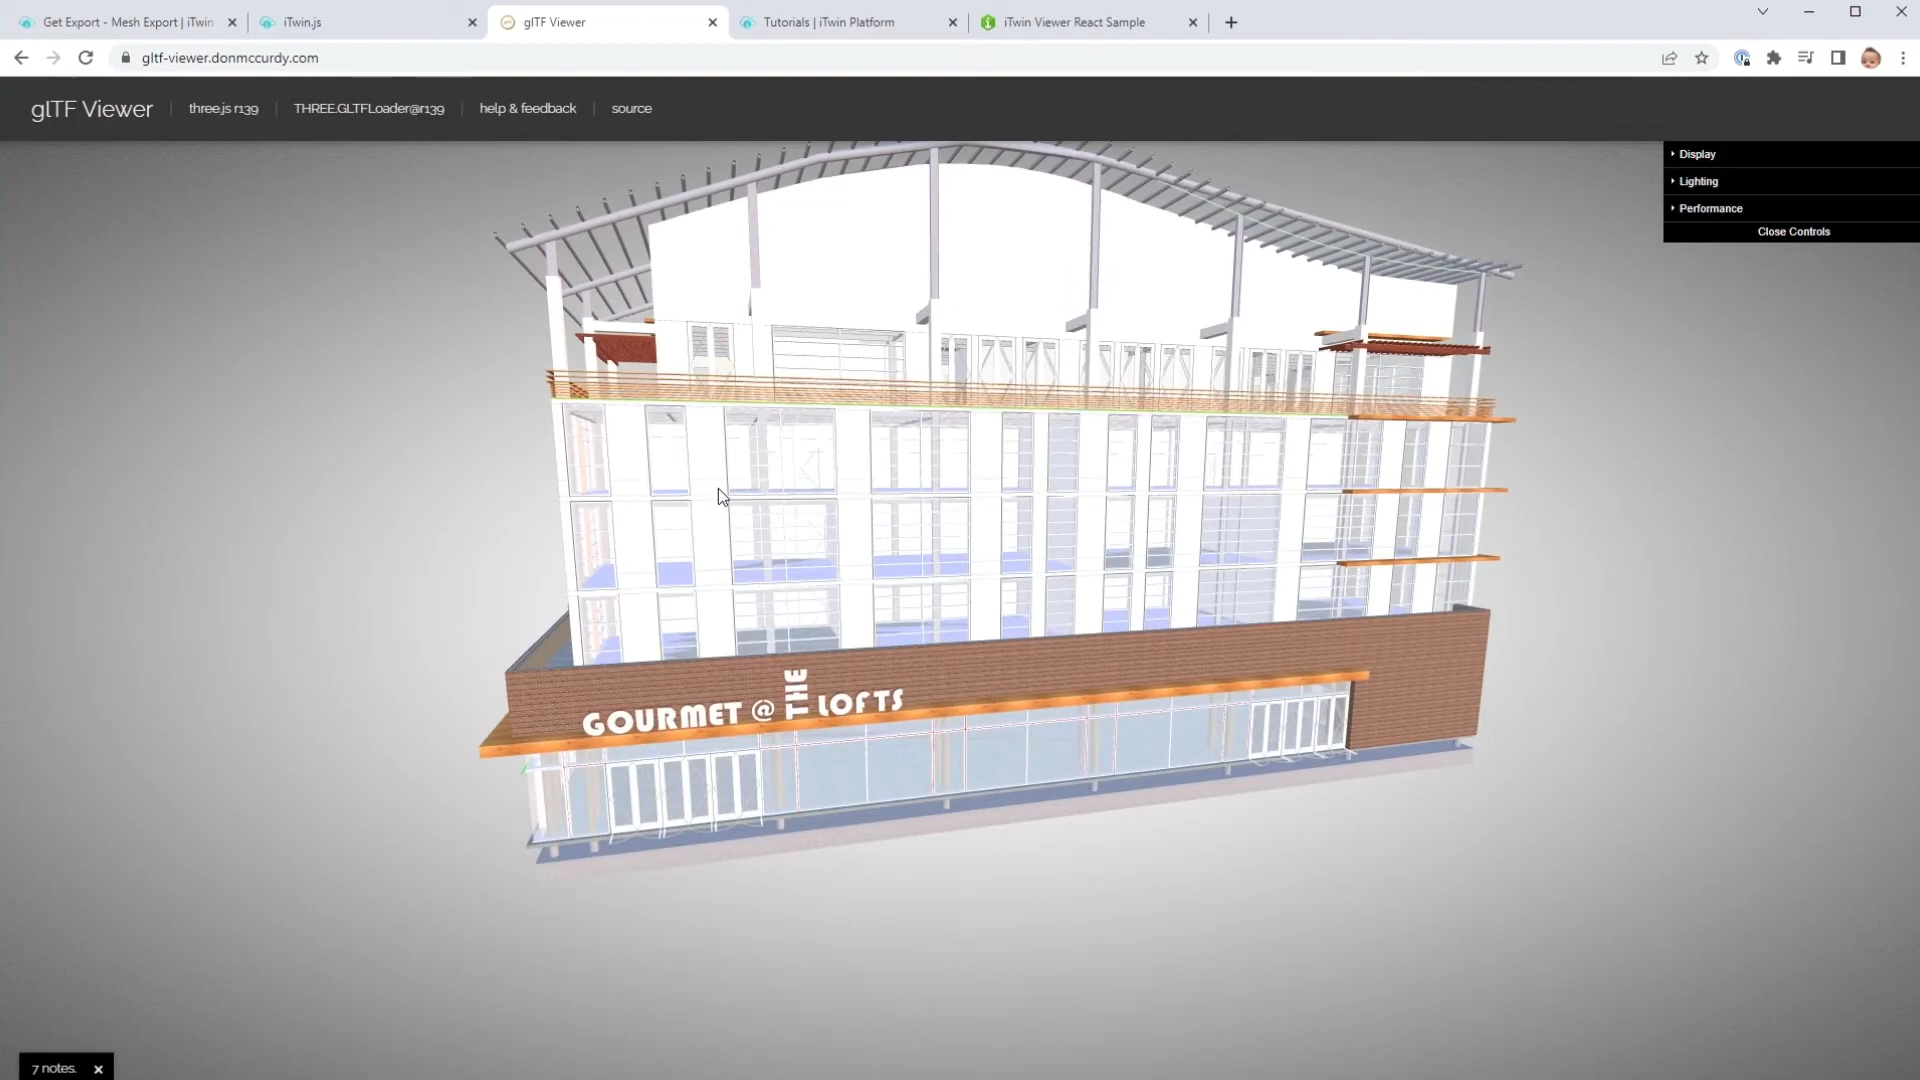 Get Export - Mesh Export | iTwin
iTwin.js
glTF Viewer
Tutorials | iTwin Platform
iTwin Viewer React Sample
gltf-viewer.donmccurdy.com
glTF Viewer
three.js r139
THREE.GLTFLoader@r139
help & feedback
source
Display
Lighting
Performance
Close Controls
GOURMET @ THE LOFTS
7 notes.